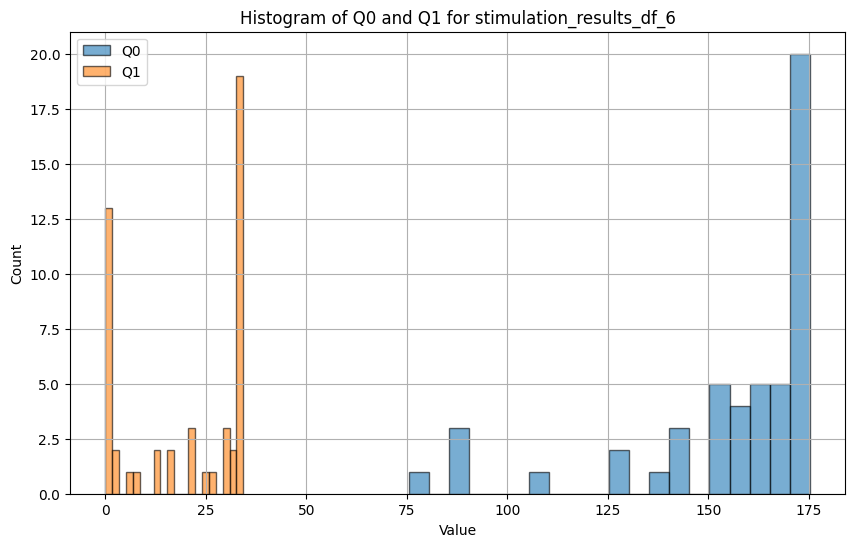 Histogram of Q0 and Q1 for stimulation_results_df_6
Q0
Q1
20.0
17.5
15.0
12.5
10.0
7.5
5.0
2.5
0.0
Count
0 25 50 75 100 125 150 175
Value